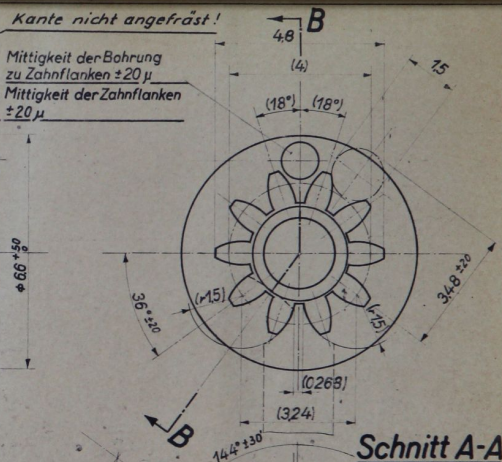 Kante nicht angefräst!
B
4,8
Mittigkeit der Bohrung
zu Zahnflanken ±20 µ
Mittigkeit der Zahnflanken
±20 µ
(4)
1,5
(18°)
(18°)
ϕ 6,6 +50 0
3,48 ±20
36° ±20
(r1,5)
(r1,5)
(0,268)
(3,24)
B
144° ±30'
Schnitt A-A